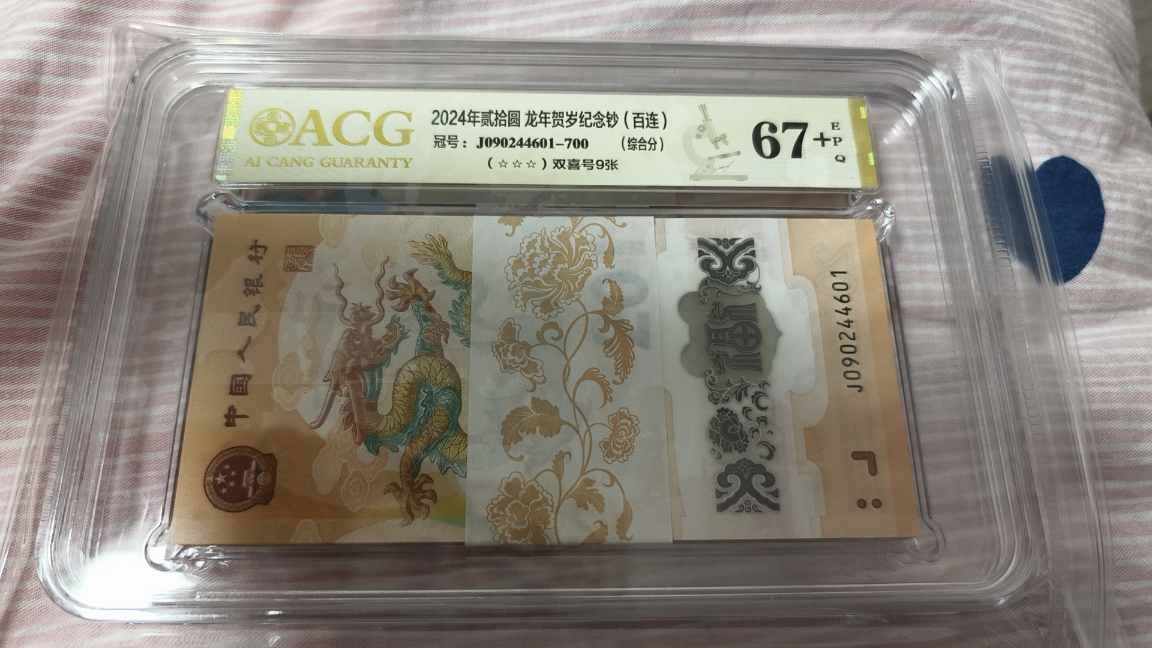 ACG
AI CANG GUARANTY
2024年贰拾圆 龙年贺岁纪念钞（百连）
冠号：J090244601-700 （综合分）
（☆☆☆）双喜号9张
67+
EPQ
中国人民银行
福
J090244601